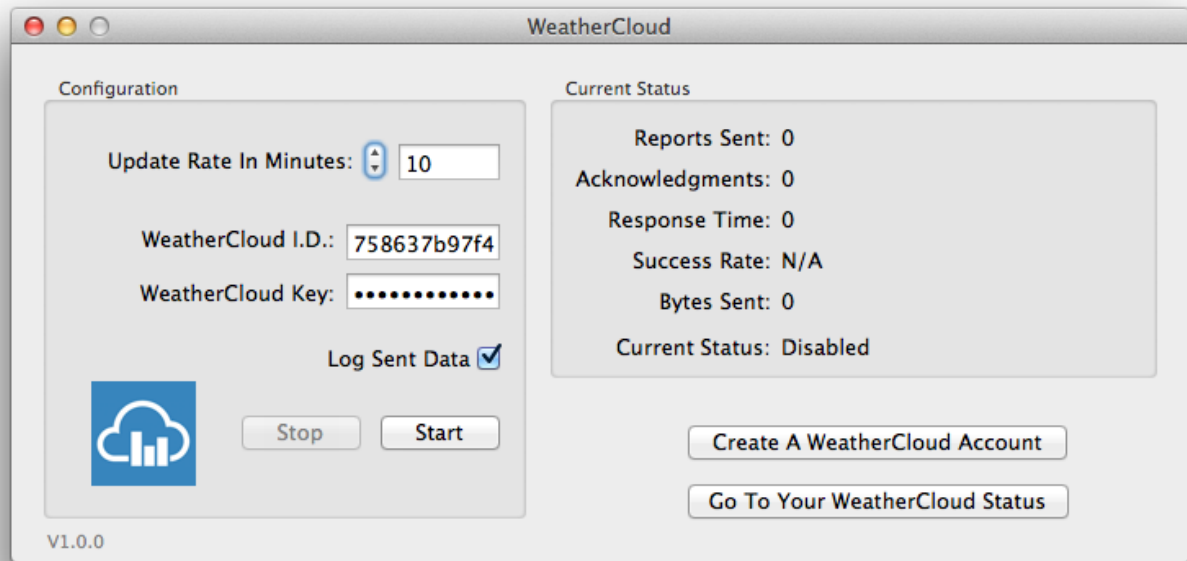 WeatherCloud
Configuration
Update Rate In Minutes: 10
WeatherCloud I.D.: 758637b97f4
WeatherCloud Key: ••••••••••••
Log Sent Data
Stop
Start
V1.0.0
Current Status
Reports Sent: 0
Acknowledgments: 0
Response Time: 0
Success Rate: N/A
Bytes Sent: 0
Current Status: Disabled
Create A WeatherCloud Account
Go To Your WeatherCloud Status